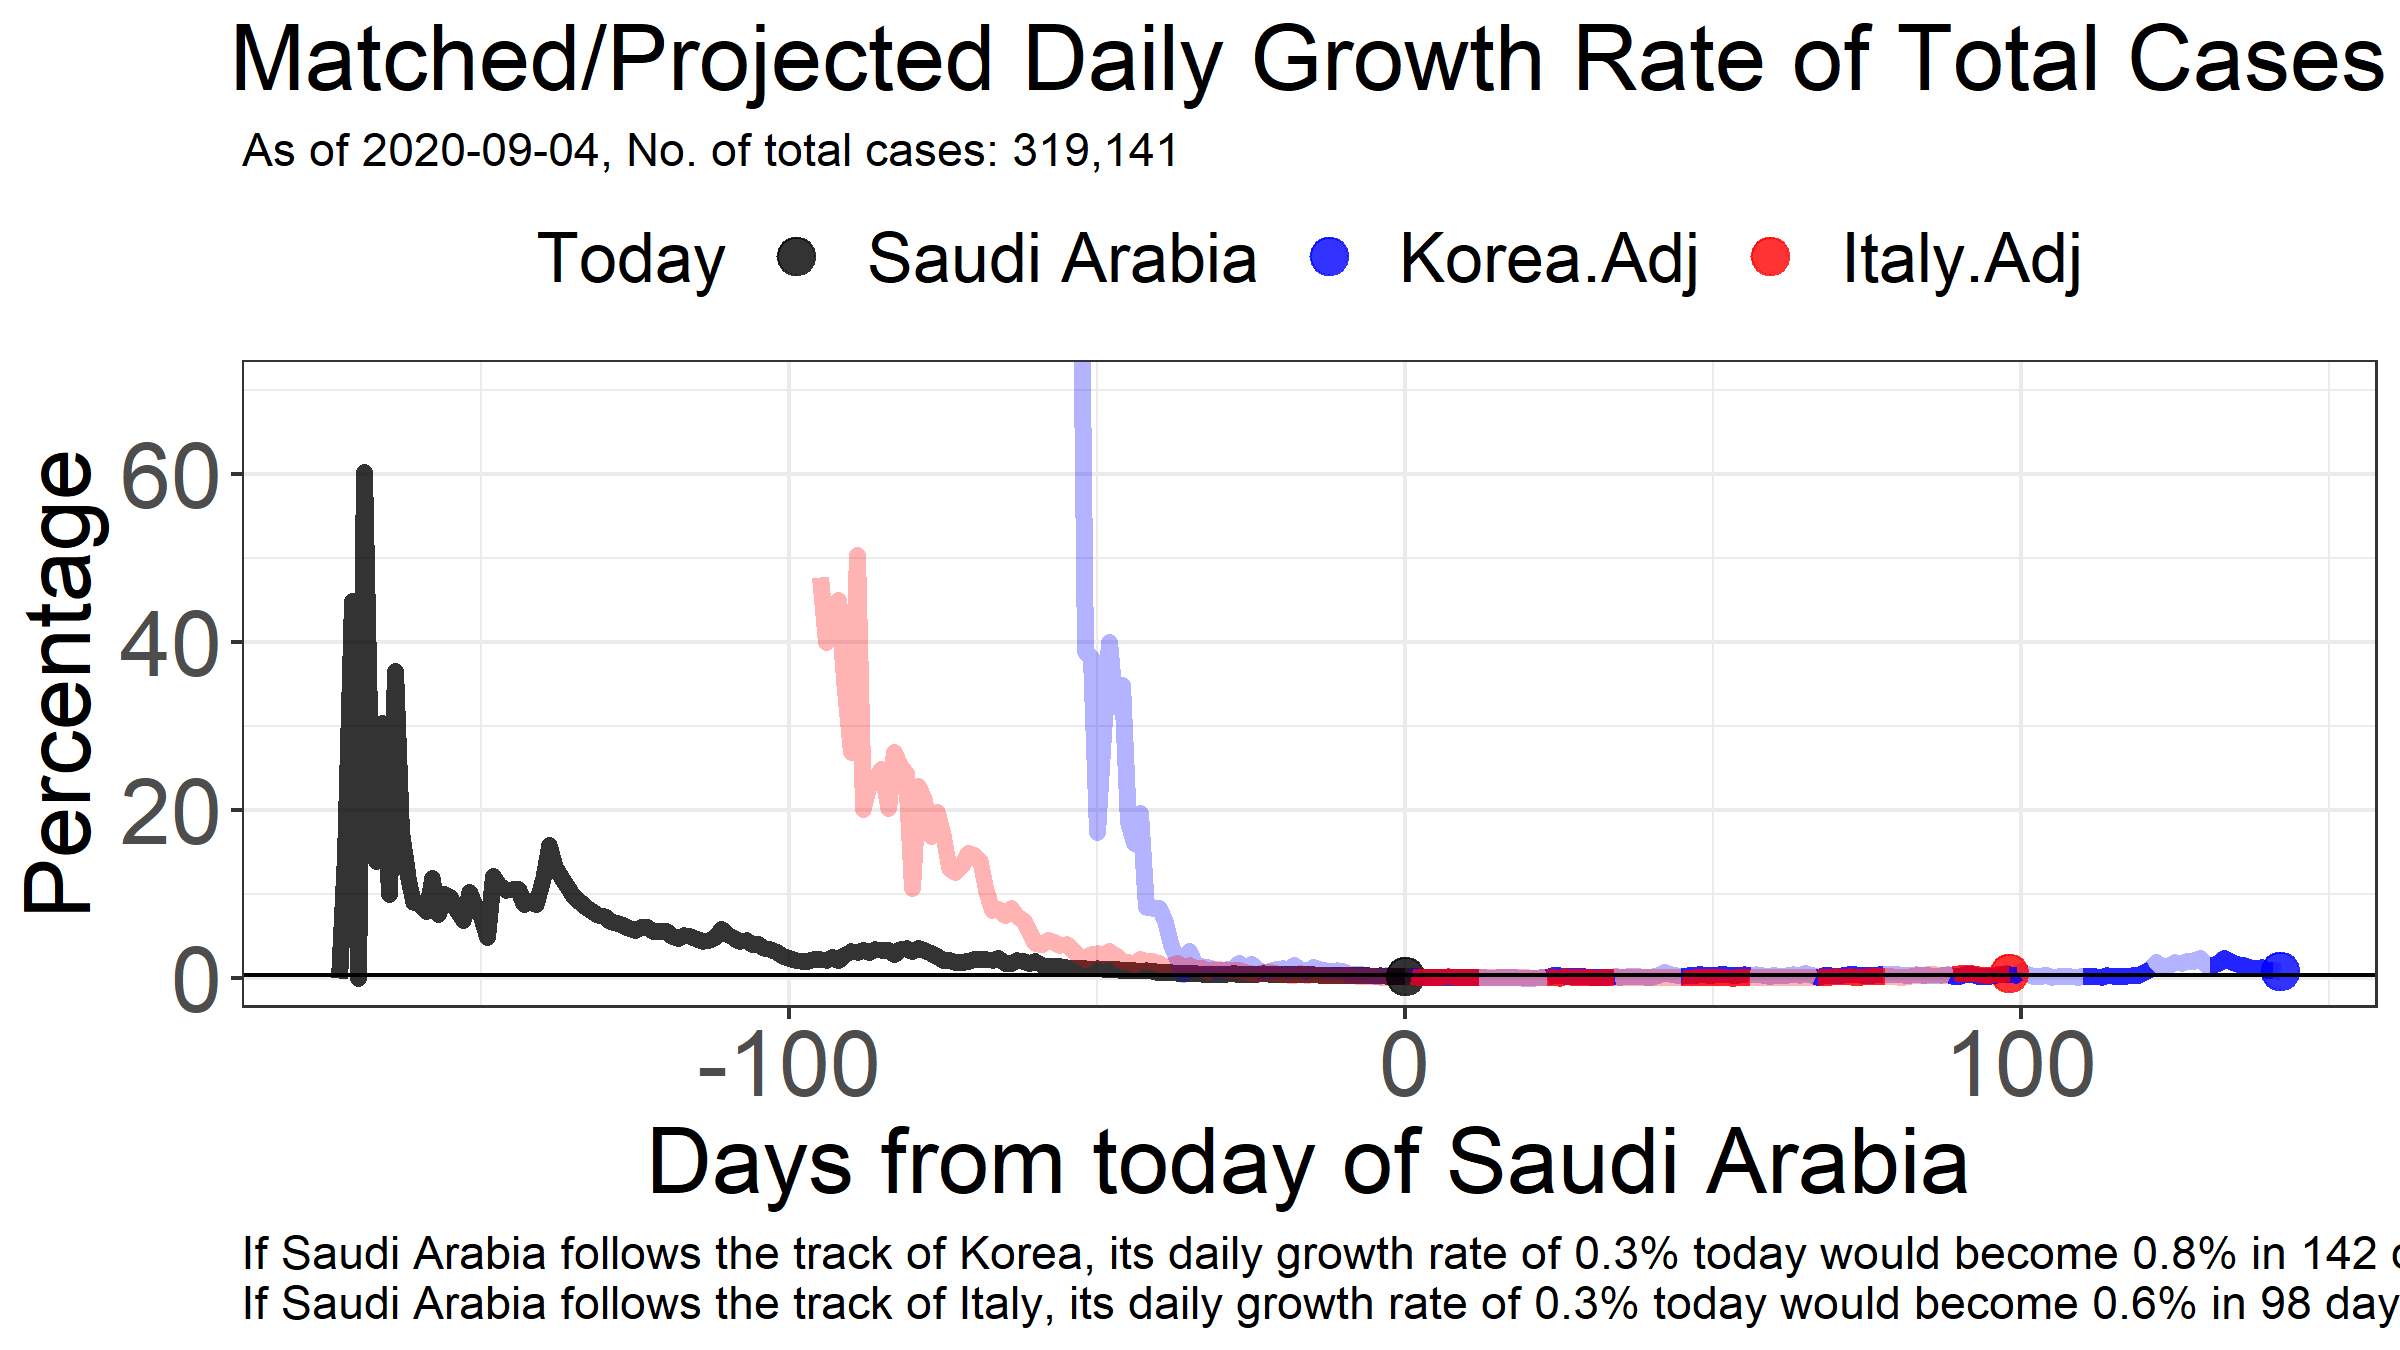 Matched/Projected Daily Growth Rate of Total Cases
As of 2020-09-04, No. of total cases: 319,141
Today Saudi Arabia Korea.Adj Italy.Adj
Percentage
60
40
20
0
-100 0 100
Days from today of Saudi Arabia
If Saudi Arabia follows the track of Korea, its daily growth rate of 0.3% today would become 0.8% in 142
If Saudi Arabia follows the track of Italy, its daily growth rate of 0.3% today would become 0.6% in 98 day